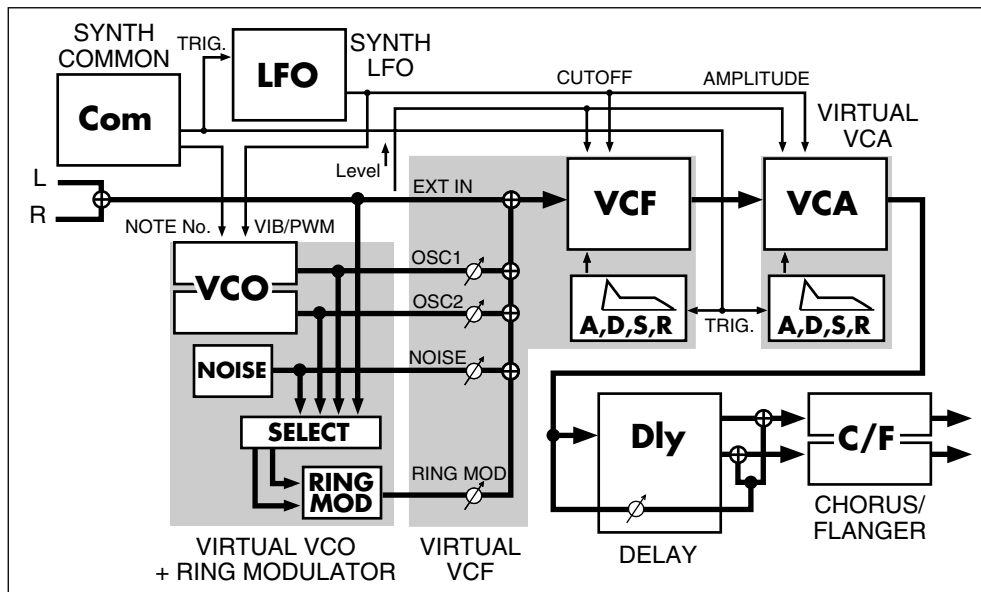 SYNTH
COMMON
TRIG.
LFO
SYNTH
LFO
CUTOFF
AMPLITUDE
Com
VIRTUAL
VCA
Level
L
R
EXT IN
VCF
VCA
NOTE No.
VIB/PWM
OSC1
VCO
OSC2
A,D,S,R
TRIG.
A,D,S,R
NOISE
NOISE
SELECT
Dly
C/F
RING
MOD
RING MOD
CHORUS/
FLANGER
VIRTUAL VCO
+ RING MODULATOR
VIRTUAL
VCF
DELAY